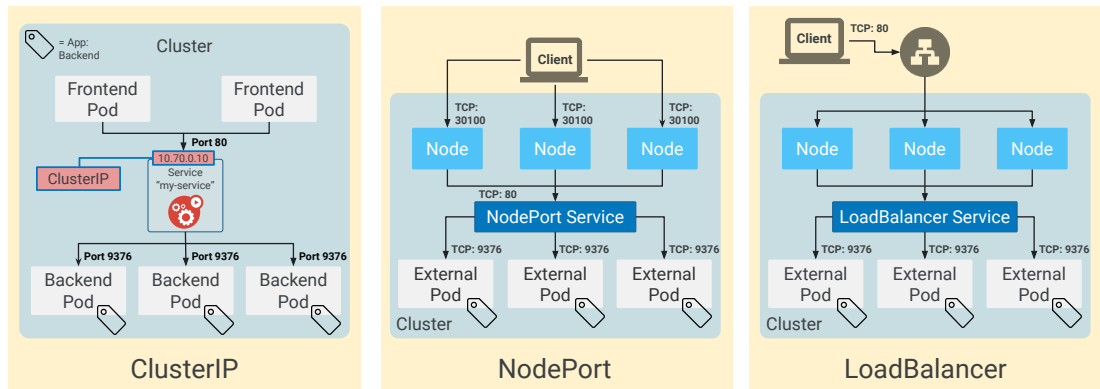 = App:
Backend
Cluster
Frontend
Pod
Frontend
Pod
Port 80
10.70.0.10
ClusterIP
Service
"my-service"
Port 9376
Port 9376
Port 9376
Backend
Pod
Backend
Pod
Backend
Pod
ClusterIP
Client
TCP:
30100
TCP:
30100
TCP:
30100
Node
Node
Node
TCP: 80
NodePort Service
TCP: 9376
TCP: 9376
TCP: 9376
External
Pod
External
Pod
External
Pod
Cluster
NodePort
Client
TCP: 80
Node
Node
Node
LoadBalancer Service
TCP: 9376
TCP: 9376
TCP: 9376
External
Pod
External
Pod
External
Pod
Cluster
LoadBalancer